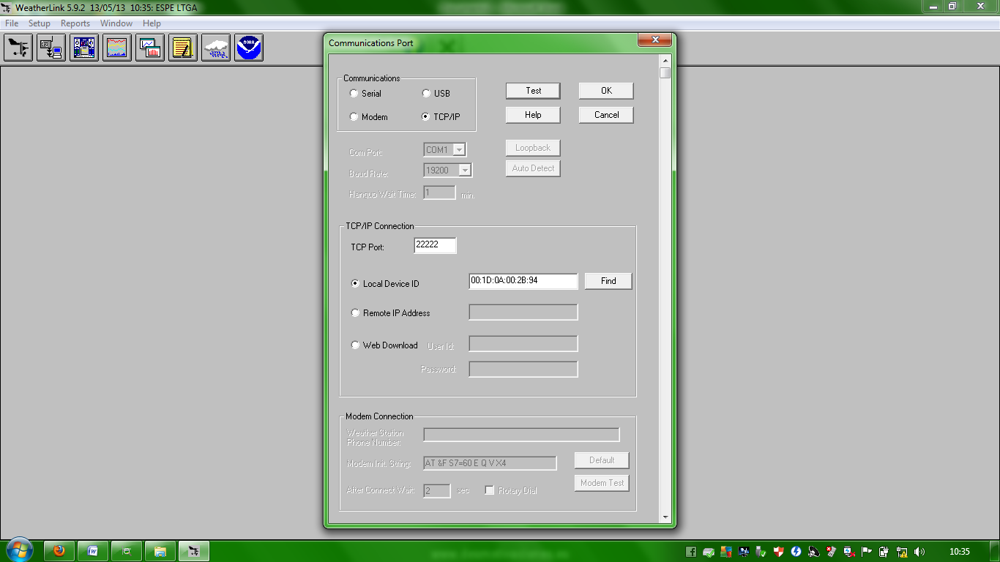 WeatherLink 5.9.2 13/05/13 10:35: ESPE LTGA
File Setup Reports Window Help
NOAA
Communications Port
Communications
Serial USB
Modem TCP/IP
Test OK
Help Cancel
Com Port: COM1 Loopback
Baud Rate: 19200 Auto Detect
Hangup Wait Time: 1 min.
TCP/IP Connection
TCP Port: 22222
Local Device ID 00:1D:0A:00:2B:94 Find
Remote IP Address
Web Download User Id:
Password:
Modem Connection
Weather Station
Phone Number:
Modem Init. String: AT &F S7=60 E Q V X4 Default
After Connect Wait: 2 sec Rotary Dial Modem Test
10:35